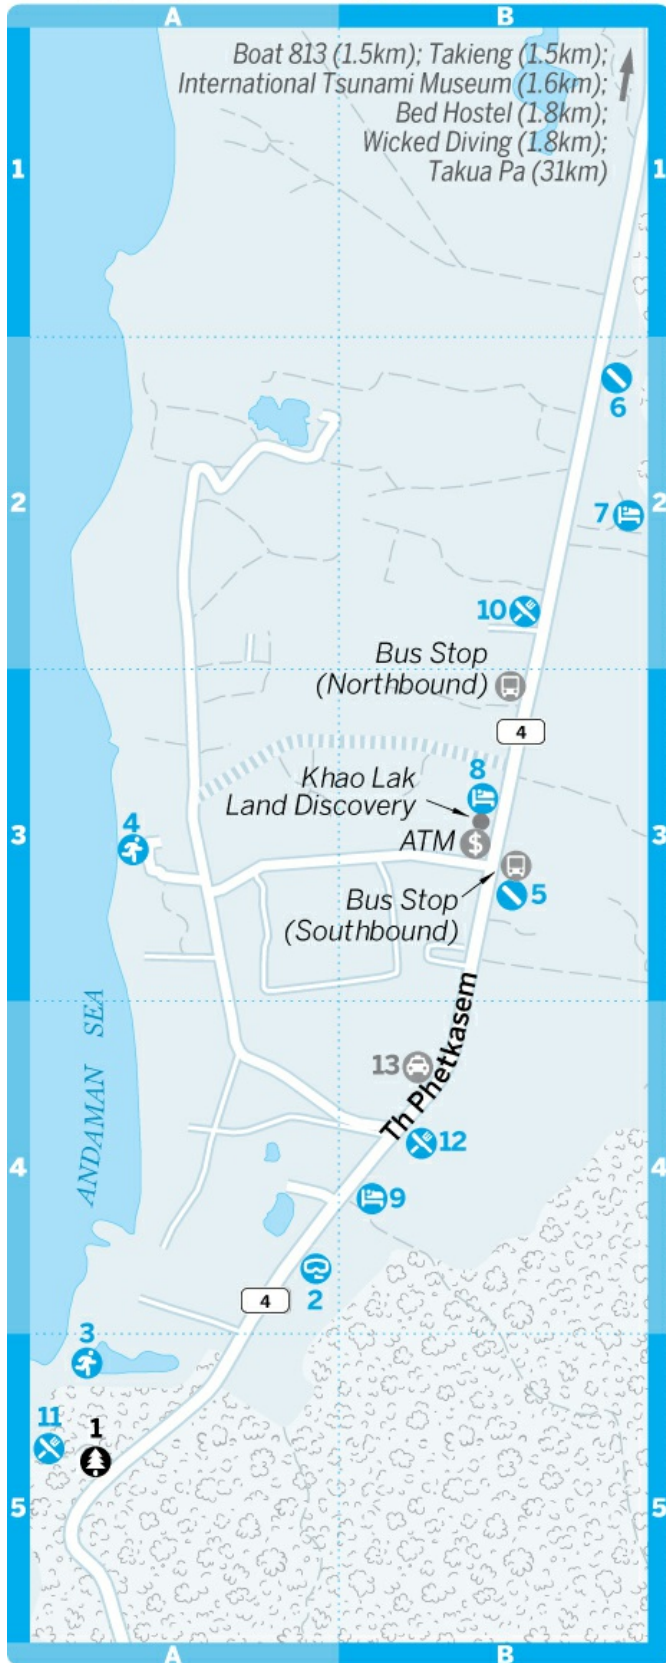 A
B
Boat 813 (1.5km); Takieng (1.5km);
International Tsunami Museum (1.6km);
Bed Hostel (1.8km);
Wicked Diving (1.8km);
Takua Pa (31km)
1
1
6
2
2
7
10
Bus Stop
(Northbound)
4
8
Khao Lak
Land Discovery
4
3
3
ATM
$
5
Bus Stop
(Southbound)
ANDAMAN SEA
Th Phetkasem
13
12
4
4
9
2
4
3
11
1
5
5
A
B